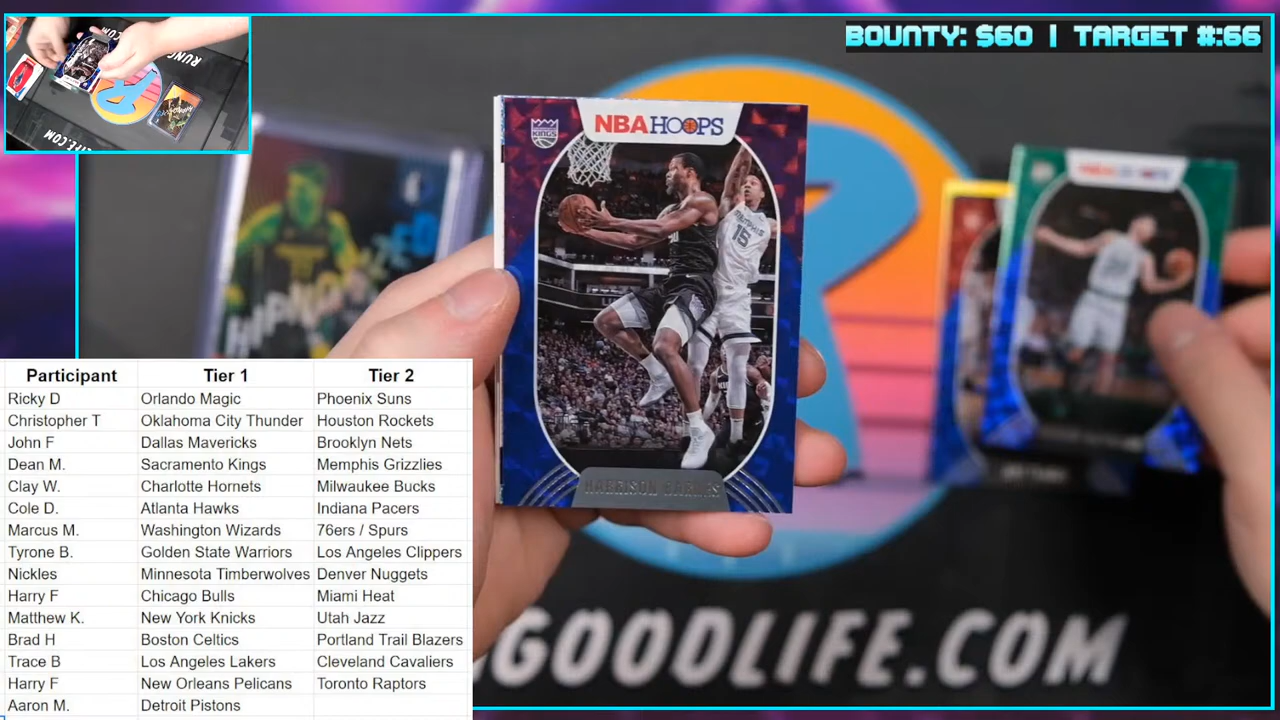 BOUNTY: $60 | TARGET #:66
NBA HOOPS
KINGS
MEMPHIS
15
HARRISON BARNES
GOODLIFE.COM
Participant Tier 1 Tier 2
Ricky D Orlando Magic Phoenix Suns
Christopher T Oklahoma City Thunder Houston Rockets
John F Dallas Mavericks Brooklyn Nets
Dean M. Sacramento Kings Memphis Grizzlies
Clay W. Charlotte Hornets Milwaukee Bucks
Cole D. Atlanta Hawks Indiana Pacers
Marcus M. Washington Wizards 76ers / Spurs
Tyrone B. Golden State Warriors Los Angeles Clippers
Nickles Minnesota Timberwolves Denver Nuggets
Harry F Chicago Bulls Miami Heat
Matthew K. New York Knicks Utah Jazz
Brad H Boston Celtics Portland Trail Blazers
Trace B Los Angeles Lakers Cleveland Cavaliers
Harry F New Orleans Pelicans Toronto Raptors
Aaron M. Detroit Pistons